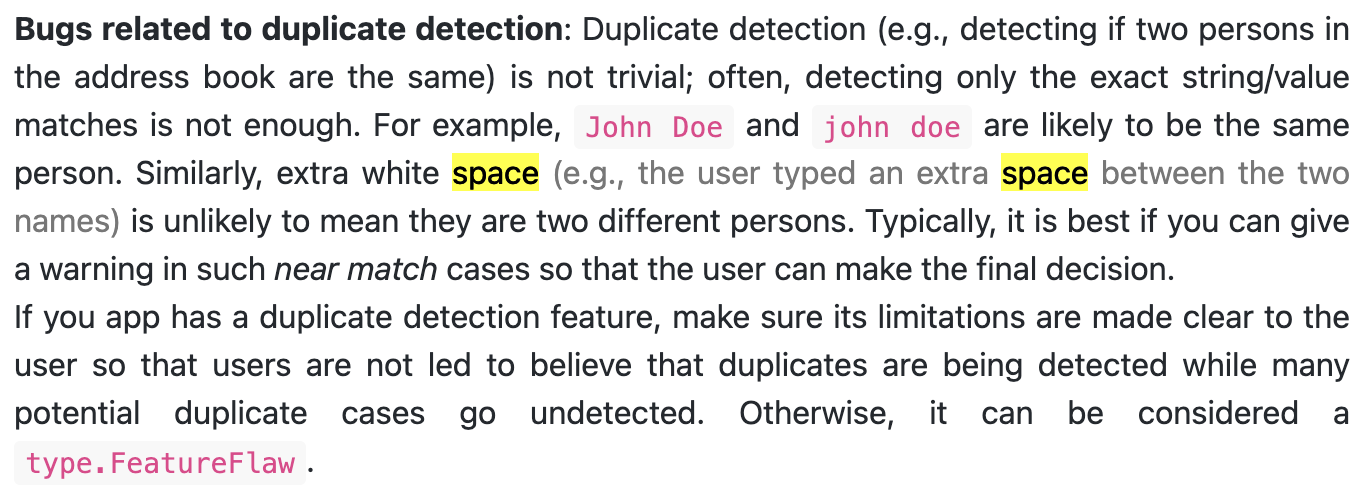 Bugs related to duplicate detection: Duplicate detection (e.g., detecting if two persons in
the address book are the same) is not trivial; often, detecting only the exact string/value
matches is not enough. For example, John Doe and john doe are likely to be the same
person. Similarly, extra white space (e.g., the user typed an extra space between the two
names) is unlikely to mean they are two different persons. Typically, it is best if you can give
a warning in such near match cases so that the user can make the final decision.
If you app has a duplicate detection feature, make sure its limitations are made clear to the
user so that users are not led to believe that duplicates are being detected while many
potential duplicate cases go undetected. Otherwise, it can be considered a
type.FeatureFlaw.